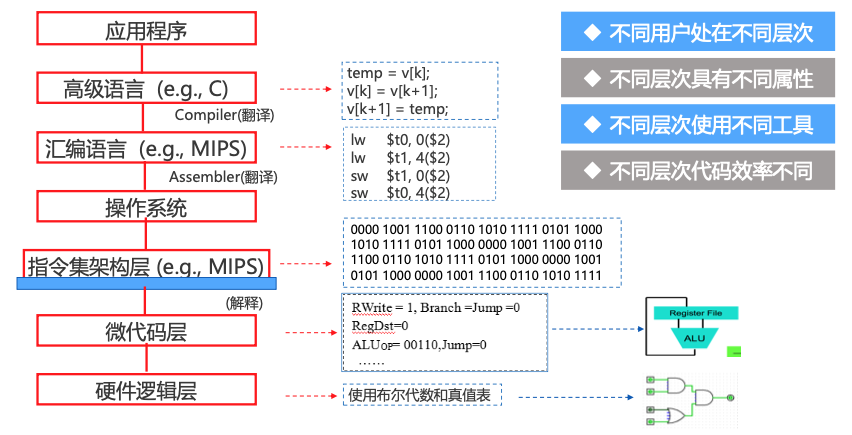 应用程序
高级语言 (e.g., C)
Compiler(翻译)
汇编语言 (e.g., MIPS)
Assembler(翻译)
操作系统
指令集架构层 (e.g., MIPS)
(解释)
微代码层
硬件逻辑层
temp = v[k];
v[k] = v[k+1];
v[k+1] = temp;
lw $t0, 0($2)
lw $t1, 4($2)
sw $t1, 0($2)
sw $t0, 4($2)
0000 1001 1100 0110 1010 1111 0101 1000
1010 1111 0101 1000 0000 1001 1100 0110
1100 0110 1010 1111 0101 1000 0000 1001
0101 1000 0000 1001 1100 0110 1010 1111
RWrite = 1, Branch =Jump =0
RegDst=0
ALUOP= 00110,Jump=0
……
使用布尔代数和真值表
◆ 不同用户处在不同层次
◆ 不同层次具有不同属性
◆ 不同层次使用不同工具
◆ 不同层次代码效率不同
Register File
ALU